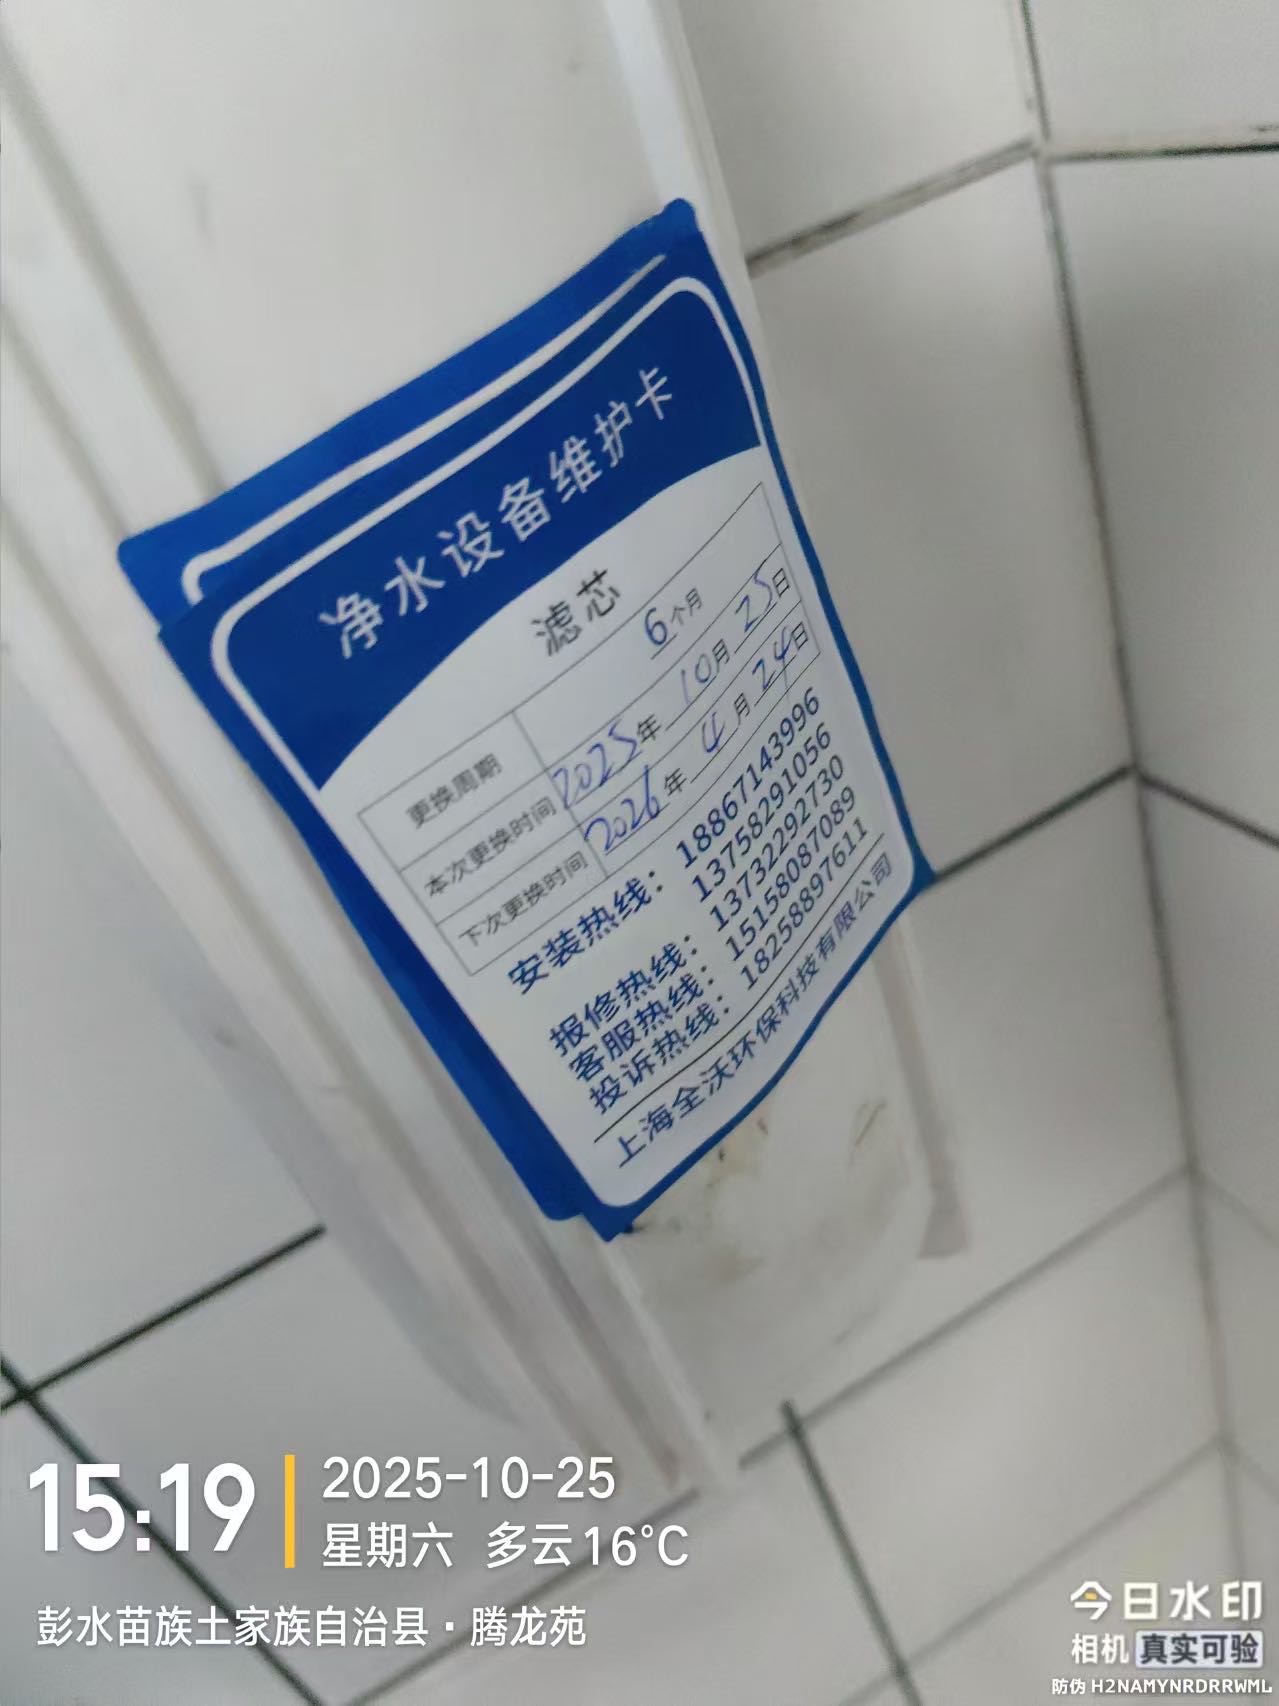 净水设备维护卡
滤芯
更换周期 6个月
本次更换时间 2025年10月25日
下次更换时间 2026年4月24日
安装热线：18867143996
13758291056
报修热线：13732292730
客服热线：15158087089
投诉热线：18258897611
上海全沃环保科技有限公司
15:19
2025-10-25
星期六 多云16°C
彭水苗族土家族自治县·腾龙苑
今日水印
相机 真实可验
防伪 H2NAMYNRDRRWML